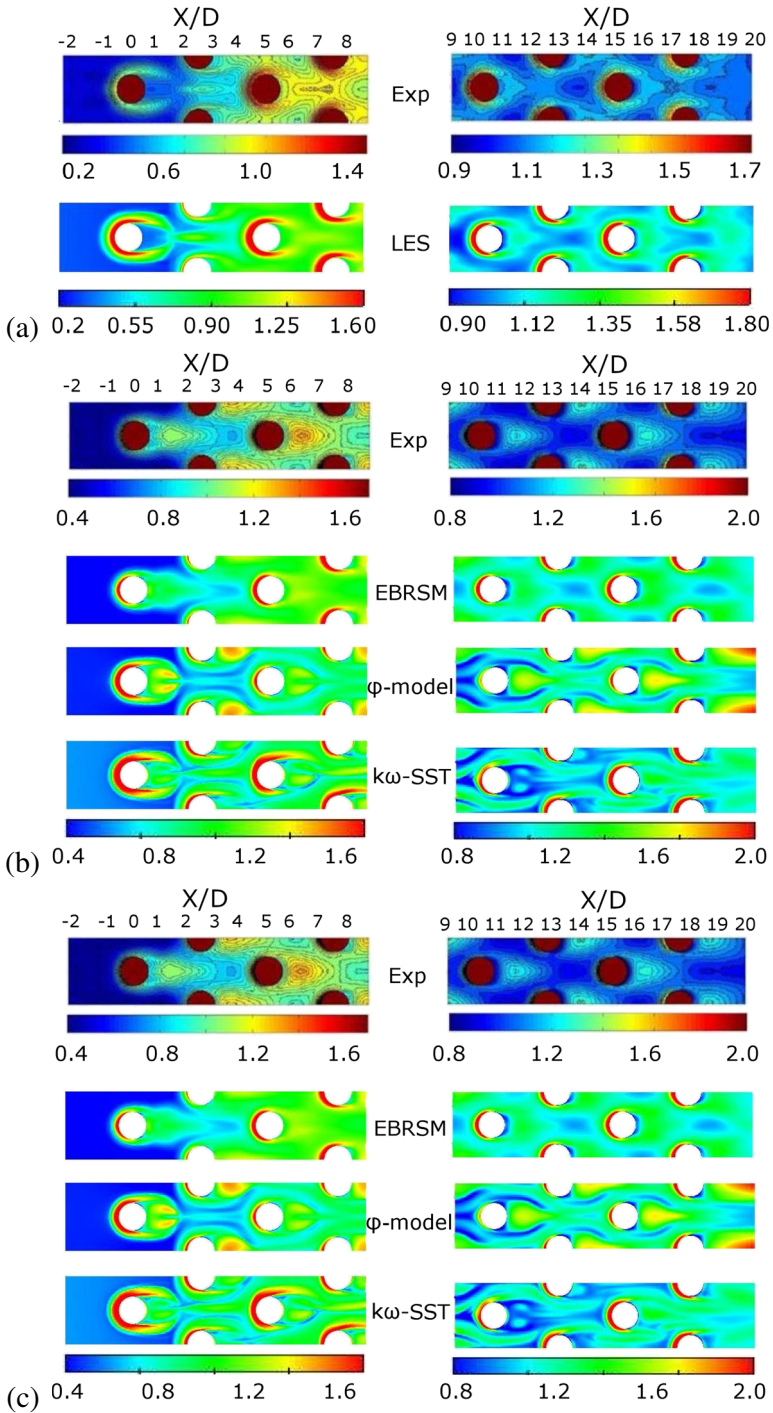 X/D X/D
-2 -1 0 1 2 3 4 5 6 7 8 9 10 11 12 13 14 15 16 17 18 19 20
Exp
0.2 0.6 1.0 1.4 0.9 1.1 1.3 1.5 1.7
LES
(a) 0.2 0.55 0.90 1.25 1.60 0.90 1.12 1.35 1.58 1.80
X/D X/D
-2 -1 0 1 2 3 4 5 6 7 8 9 10 11 12 13 14 15 16 17 18 19 20
Exp
0.4 0.8 1.2 1.6 0.8 1.2 1.6 2.0
EBRSM
φ-model
kω-SST
(b) 0.4 0.8 1.2 1.6 0.8 1.2 1.6 2.0
X/D X/D
-2 -1 0 1 2 3 4 5 6 7 8 9 10 11 12 13 14 15 16 17 18 19 20
Exp
0.4 0.8 1.2 1.6 0.8 1.2 1.6 2.0
EBRSM
φ-model
kω-SST
(c) 0.4 0.8 1.2 1.6 0.8 1.2 1.6 2.0